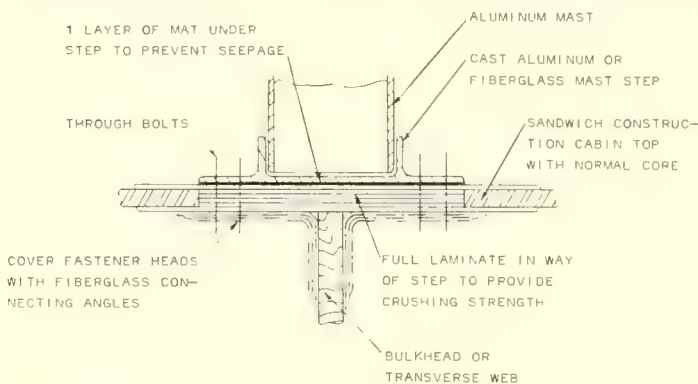 1 LAYER OF MAT UNDER
STEP TO PREVENT SEEPAGE
ALUMINUM MAST
CAST ALUMINUM OR
FIBERGLASS MAST STEP
THROUGH BOLTS
SANDWICH CONSTRUC-
TION CABIN TOP
WITH NORMAL CORE
COVER FASTENER HEADS
WITH FIBERGLASS CON-
NECTING ANGLES
FULL LAMINATE IN WAY
OF STEP TO PROVIDE
CRUSHING STRENGTH
BULKHEAD OR
TRANSVERSE WEB